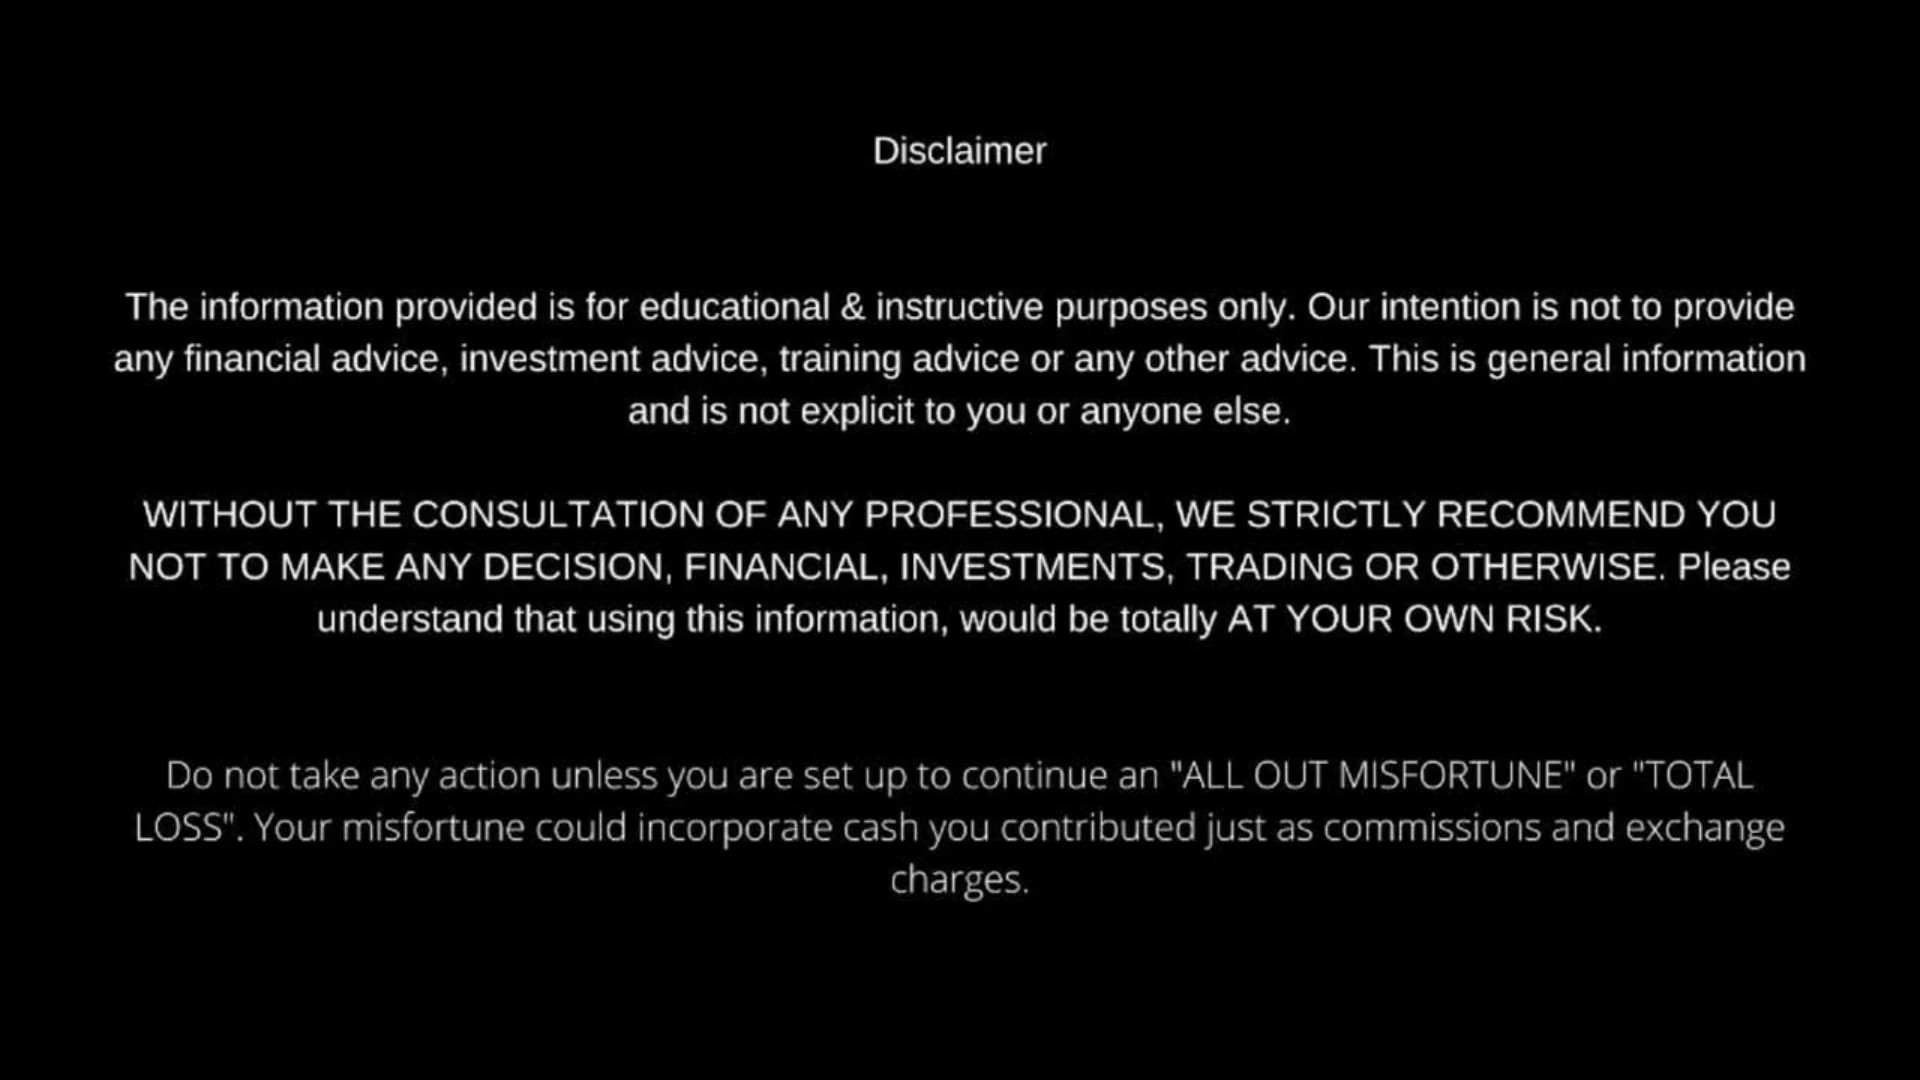 Disclaimer
The information provided is for educational & instructive purposes only. Our intention is not to provide
any financial advice, investment advice, training advice or any other advice. This is general information
and is not explicit to you or anyone else.
WITHOUT THE CONSULTATION OF ANY PROFESSIONAL, WE STRICTLY RECOMMEND YOU
NOT TO MAKE ANY DECISION, FINANCIAL, INVESTMENTS, TRADING OR OTHERWISE. Please
understand that using this information, would be totally AT YOUR OWN RISK.
Do not take any action unless you are set up to continue an "ALL OUT MISFORTUNE" or "TOTAL
LOSS". Your misfortune could incorporate cash you contributed just as commissions and exchange
charges.